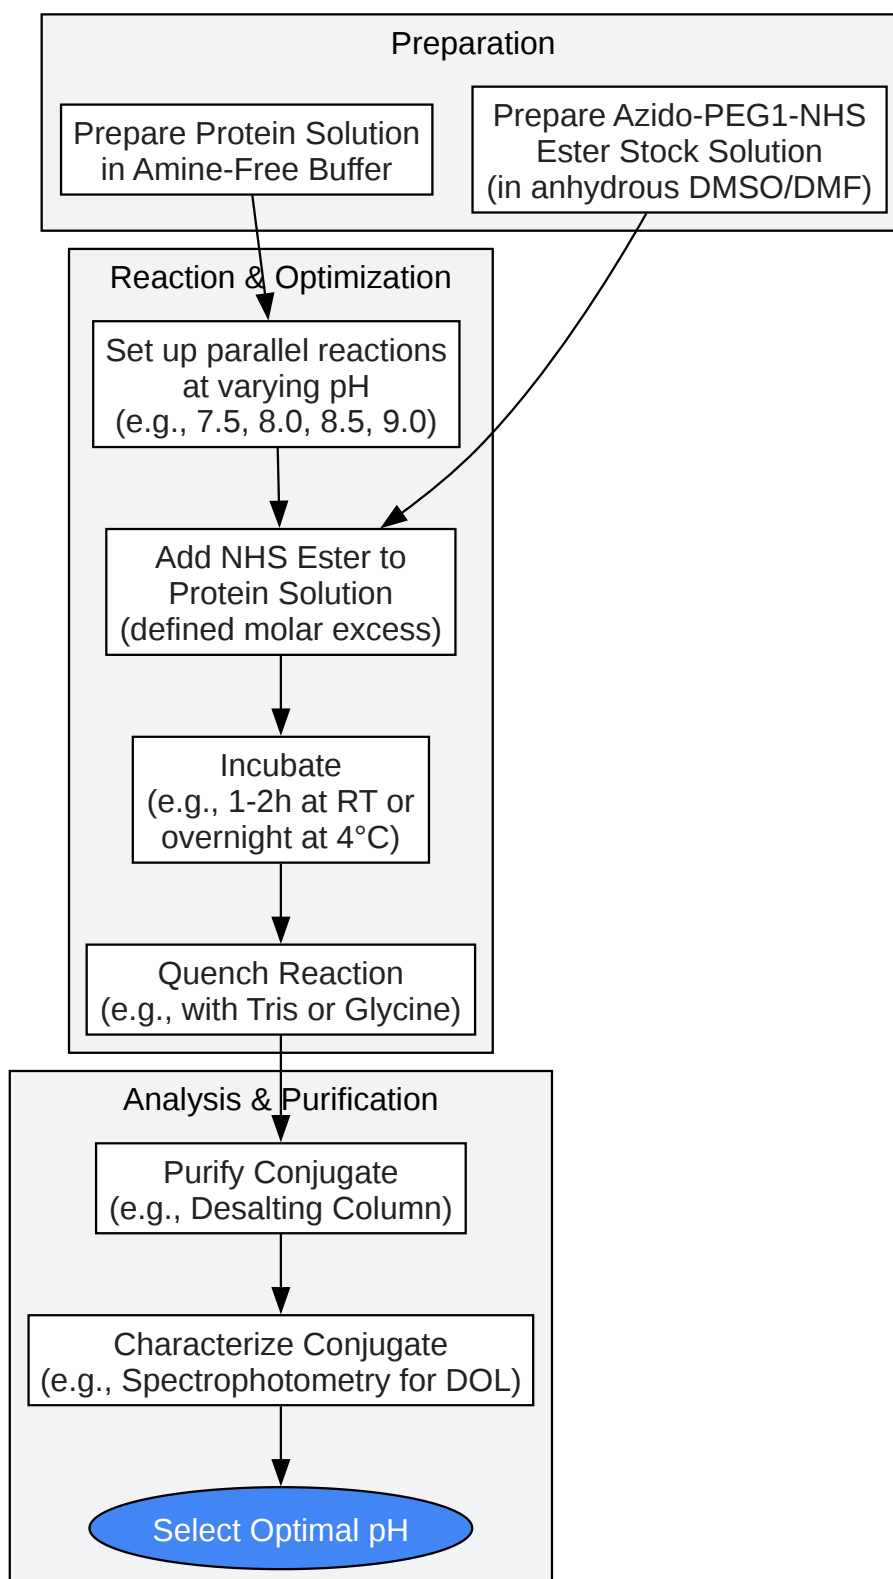 Preparation
Prepare Protein Solution
in Amine-Free Buffer
Prepare Azido-PEG1-NHS
Ester Stock Solution
(in anhydrous DMSO/DMF)
Reaction & Optimization
Set up parallel reactions
at varying pH
(e.g., 7.5, 8.0, 8.5, 9.0)
Add NHS Ester to
Protein Solution
(defined molar excess)
Incubate
(e.g., 1-2h at RT or
overnight at 4°C)
Quench Reaction
(e.g., with Tris or Glycine)
Analysis & Purification
Purify Conjugate
(e.g., Desalting Column)
Characterize Conjugate
(e.g., Spectrophotometry for DOL)
Select Optimal pH